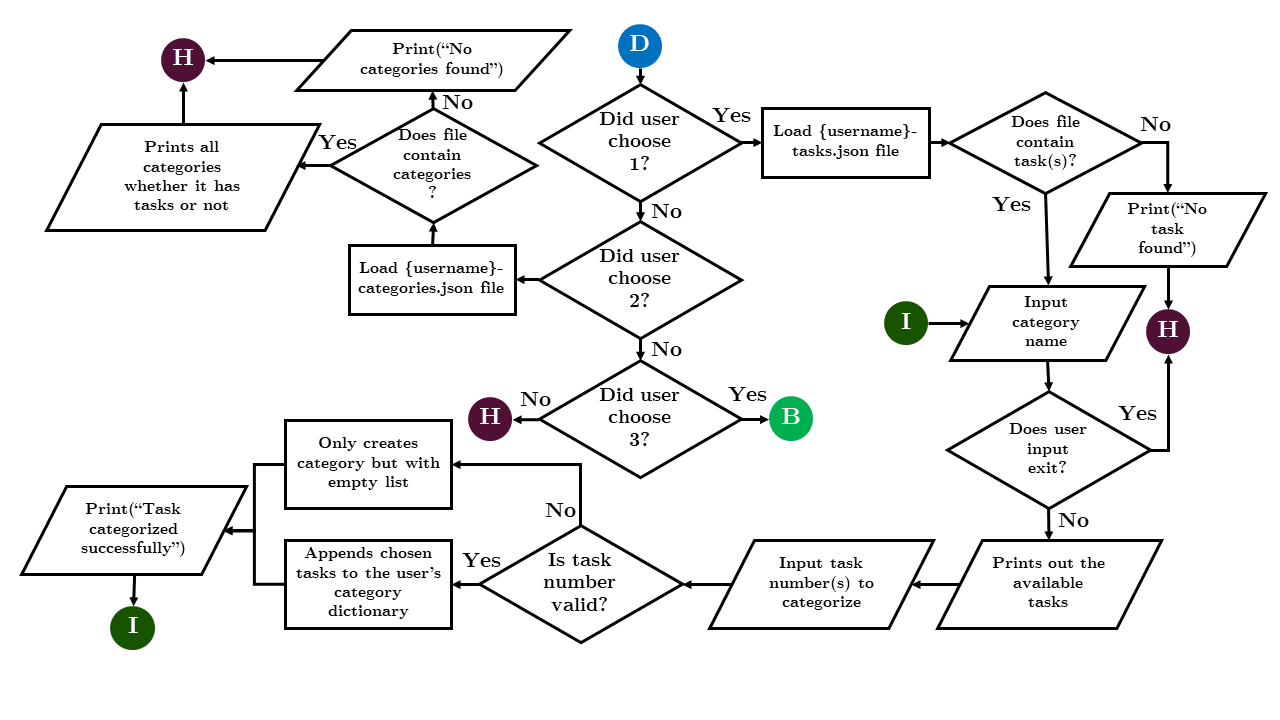 D
Did user
choose
1?
Yes
Load {username}-
tasks.json file
Does file
contain
task(s)?
No
Print(“No
task
found”)
H
Yes
Input
category
name
I
Does user
input
exit?
Yes
No
Prints out the
available
tasks
Input task
number(s) to
categorize
Is task
number
valid?
No
Only creates
category but with
empty list
Yes
Appends chosen
tasks to the user’s
category
dictionary
Print(“Task
categorized
successfully”)
I
No
Did user
choose
2?
Load {username}-
categories.json file
Does file
contain
categories
?
No
Print(“No
categories found”)
H
Yes
Prints all
categories
whether it has
tasks or not
No
Did user
choose
3?
No
H
Yes
B